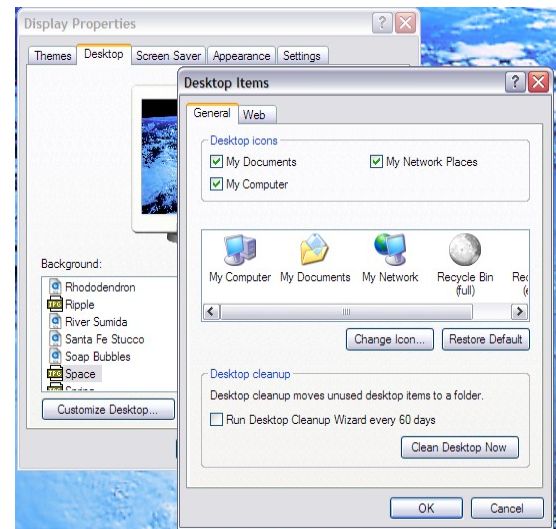 Display Properties
Themes Desktop Screen Saver Appearance Settings
Desktop Items
General Web
Desktop icons
My Documents My Network Places
My Computer
My Computer My Documents My Network Recycle Bin
(full)
Change Icon... Restore Default
Desktop cleanup
Desktop cleanup moves unused desktop items to a folder.
Run Desktop Cleanup Wizard every 60 days
Clean Desktop Now
OK Cancel
Background:
Rhododendron
Ripple
River Sumida
Santa Fe Stucco
Soap Bubbles
Space
Customize Desktop...